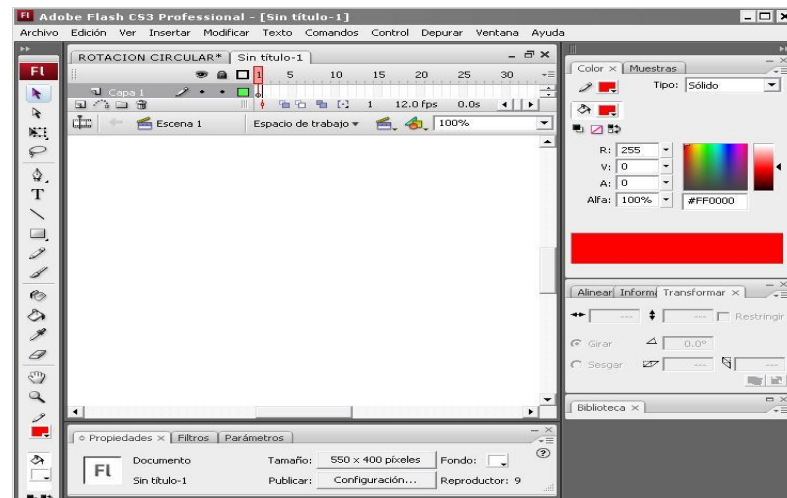 Adobe Flash CS3 Professional - [Sin título-1]
Archivo Edición Ver Insertar Modificar Texto Comandos Control Depurar Ventana Ayuda
ROTACION CIRCULAR* Sin título-1
1 5 10 15 20 25 30
Capa 1
1 12.0 fps 0.0s
Escena 1 Espacio de trabajo 100%
Fl
T
Color Muestras
Tipo: Sólido
R: 255
V: 0
A: 0
Alfa: 100% #FF0000
Alinear Inform Transformar
--- --- Restringir
Girar 0.0°
Sesgar --- ---
Biblioteca
Propiedades Filtros Parámetros
FL Documento Tamaño: 550 x 400 píxeles Fondo:
Sin título-1 Publicar: Configuración... Reproductor: 9